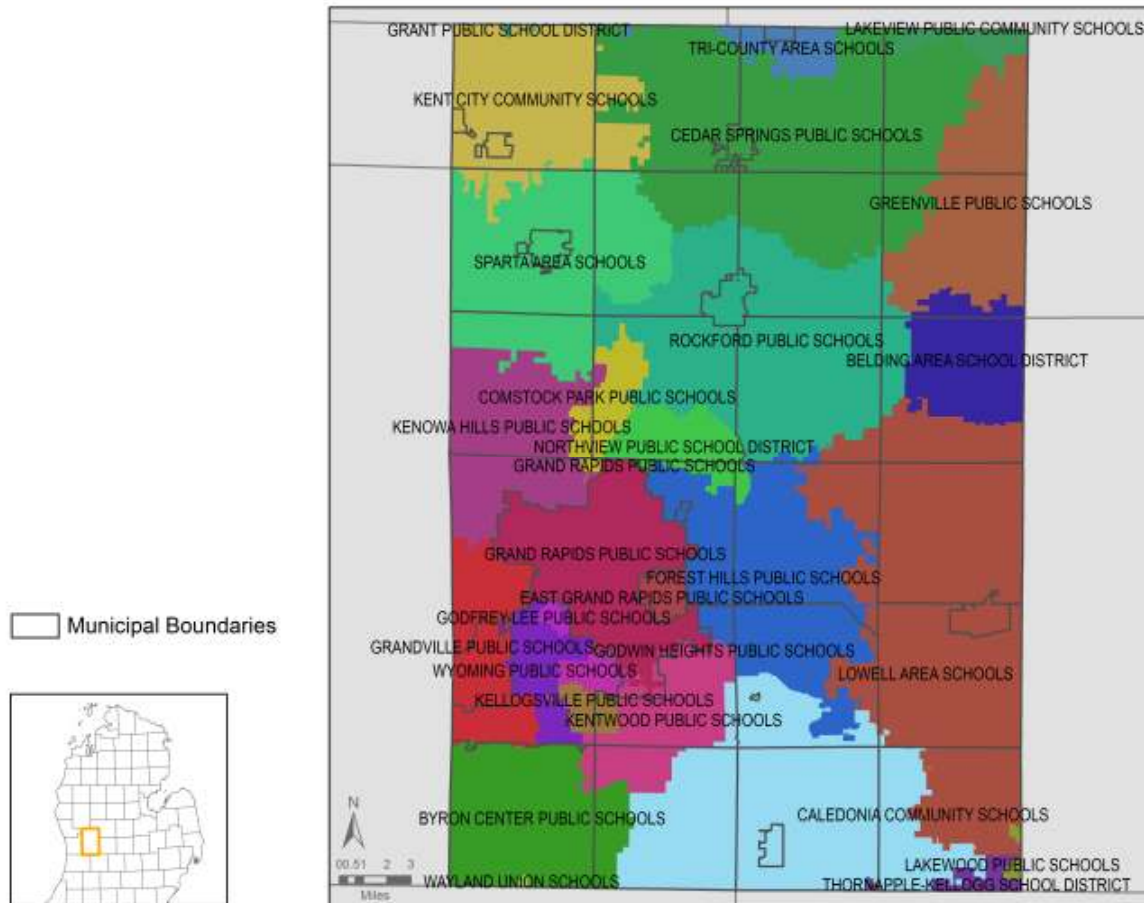 GRANT PUBLIC SCHOOL DISTRICT
LAKEVIEW PUBLIC COMMUNITY SCHOOLS
TRI-COUNTY AREA SCHOOLS
KENT CITY COMMUNITY SCHOOLS
CEDAR SPRINGS PUBLIC SCHOOLS
GREENVILLE PUBLIC SCHOOLS
SPARTA AREA SCHOOLS
ROCKFORD PUBLIC SCHOOLS
BELDING AREA SCHOOL DISTRICT
COMSTOCK PARK PUBLIC SCHOOLS
KENOWA HILLS PUBLIC SCHOOLS
NORTHVIEW PUBLIC SCHOOL DISTRICT
GRAND RAPIDS PUBLIC SCHOOLS
GRAND RAPIDS PUBLIC SCHOOLS
FOREST HILLS PUBLIC SCHOOLS
EAST GRAND RAPIDS PUBLIC SCHOOLS
GODFREY-LEE PUBLIC SCHOOLS
GRANDVILLE PUBLIC SCHOOLS
GODWIN HEIGHTS PUBLIC SCHOOLS
WYOMING PUBLIC SCHOOLS
LOWELL AREA SCHOOLS
KELLOGSVILLE PUBLIC SCHOOLS
KENTWOOD PUBLIC SCHOOLS
BYRON CENTER PUBLIC SCHOOLS
CALEDONIA COMMUNITY SCHOOLS
LAKEWOOD PUBLIC SCHOOLS
WAYLAND UNION SCHOOLS
THORNAPPLE-KELLOGG SCHOOL DISTRICT
Municipal Boundaries
N
00.51 2 3
Miles